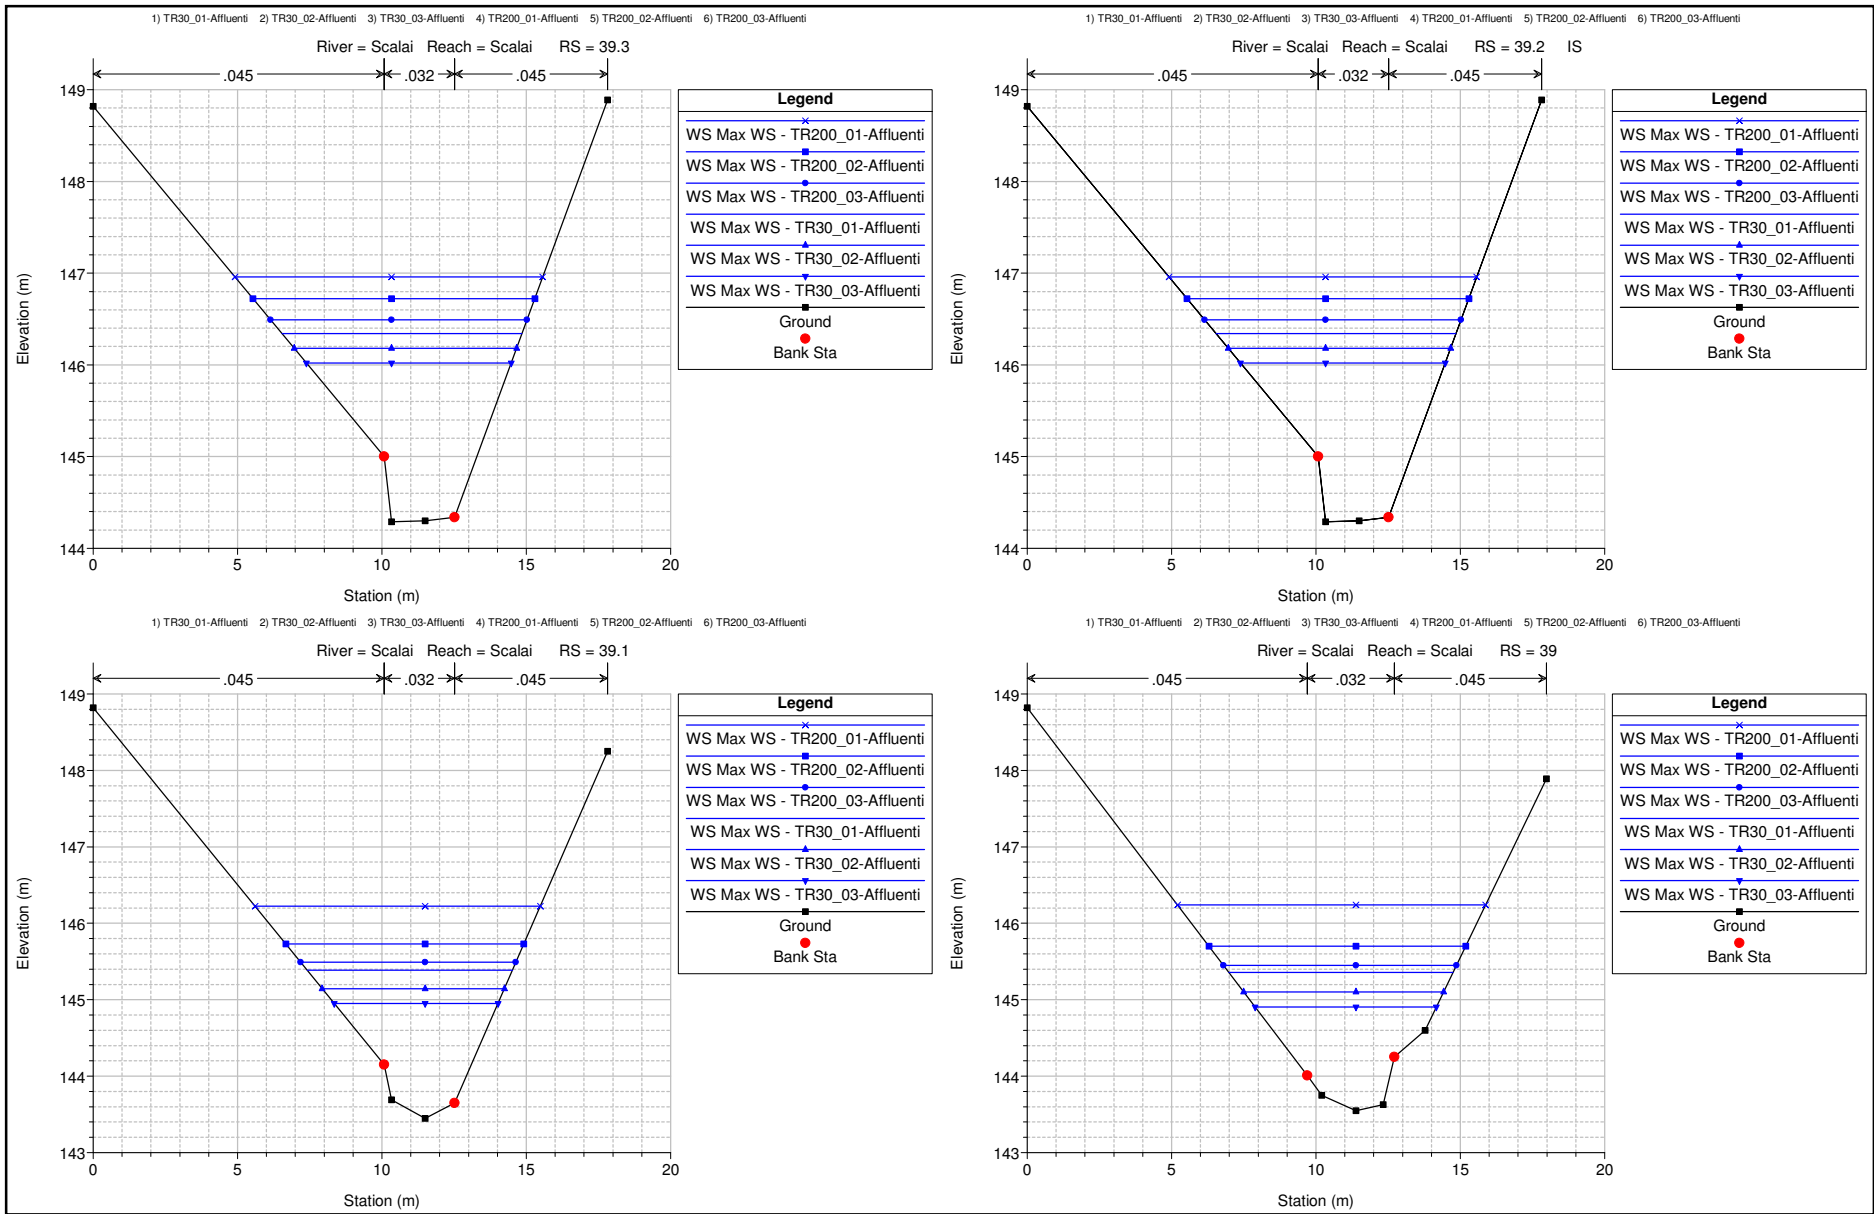 1) TR30_01-Affluenti 2) TR30_02-Affluenti 3) TR30_03-Affluenti 4) TR200_01-Affluenti 5) TR200_02-Affluenti 6) TR200_03-Affluenti
River = Scalai Reach = Scalai RS = 39.3
.045 .032 .045
149
148
147
146
145
144
Elevation (m)
0 5 10 15 20
Station (m)
Legend
WS Max WS - TR200_01-Affluenti
WS Max WS - TR200_02-Affluenti
WS Max WS - TR200_03-Affluenti
WS Max WS - TR30_01-Affluenti
WS Max WS - TR30_02-Affluenti
WS Max WS - TR30_03-Affluenti
Ground
Bank Sta
1) TR30_01-Affluenti 2) TR30_02-Affluenti 3) TR30_03-Affluenti 4) TR200_01-Affluenti 5) TR200_02-Affluenti 6) TR200_03-Affluenti
River = Scalai Reach = Scalai RS = 39.2 IS
.045 .032 .045
149
148
147
146
145
144
Elevation (m)
0 5 10 15 20
Station (m)
Legend
WS Max WS - TR200_01-Affluenti
WS Max WS - TR200_02-Affluenti
WS Max WS - TR200_03-Affluenti
WS Max WS - TR30_01-Affluenti
WS Max WS - TR30_02-Affluenti
WS Max WS - TR30_03-Affluenti
Ground
Bank Sta
1) TR30_01-Affluenti 2) TR30_02-Affluenti 3) TR30_03-Affluenti 4) TR200_01-Affluenti 5) TR200_02-Affluenti 6) TR200_03-Affluenti
River = Scalai Reach = Scalai RS = 39.1
.045 .032 .045
149
148
147
146
145
144
143
Elevation (m)
0 5 10 15 20
Station (m)
Legend
WS Max WS - TR200_01-Affluenti
WS Max WS - TR200_02-Affluenti
WS Max WS - TR200_03-Affluenti
WS Max WS - TR30_01-Affluenti
WS Max WS - TR30_02-Affluenti
WS Max WS - TR30_03-Affluenti
Ground
Bank Sta
1) TR30_01-Affluenti 2) TR30_02-Affluenti 3) TR30_03-Affluenti 4) TR200_01-Affluenti 5) TR200_02-Affluenti 6) TR200_03-Affluenti
River = Scalai Reach = Scalai RS = 39
.045 .032 .045
149
148
147
146
145
144
143
Elevation (m)
0 5 10 15 20
Station (m)
Legend
WS Max WS - TR200_01-Affluenti
WS Max WS - TR200_02-Affluenti
WS Max WS - TR200_03-Affluenti
WS Max WS - TR30_01-Affluenti
WS Max WS - TR30_02-Affluenti
WS Max WS - TR30_03-Affluenti
Ground
Bank Sta